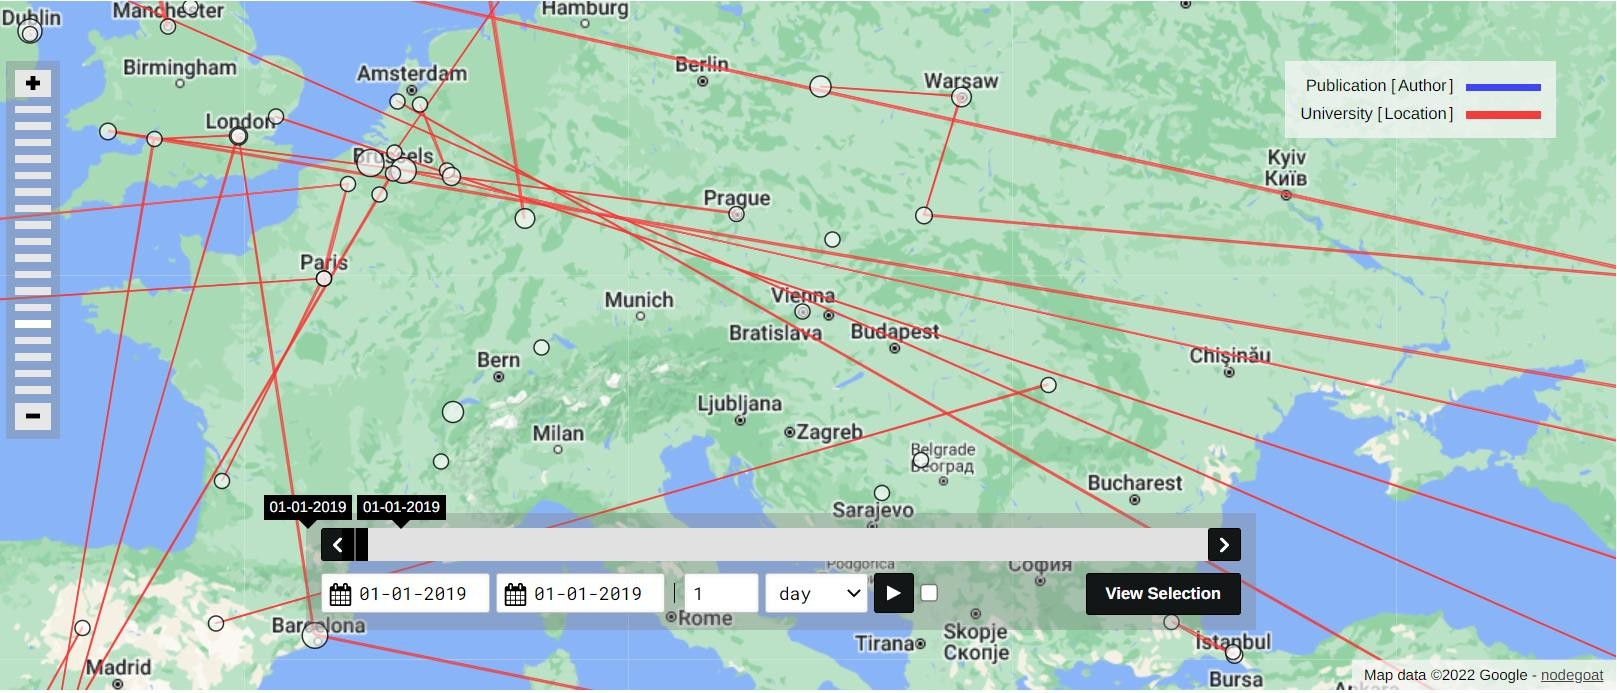 Dublin
Manchester
Hamburg
Birmingham
Amsterdam
Berlin
Warsaw
Publication [ Author ]
University [ Location ]
London
Brussels
Kyiv
Київ
Prague
Paris
Munich
Vienna
Bratislava
Budapest
Chișinău
Bern
Ljubljana
Milan
Zagreb
Belgrade
Београд
Bucharest
Sarajevo
01-01-2019
01-01-2019
Podgorica
София
01-01-2019
01-01-2019
1
day
View Selection
Barcelona
Rome
Tirana
Skopje
Скопје
Istanbul
Madrid
Bursa
Map data ©2022 Google - nodegoat